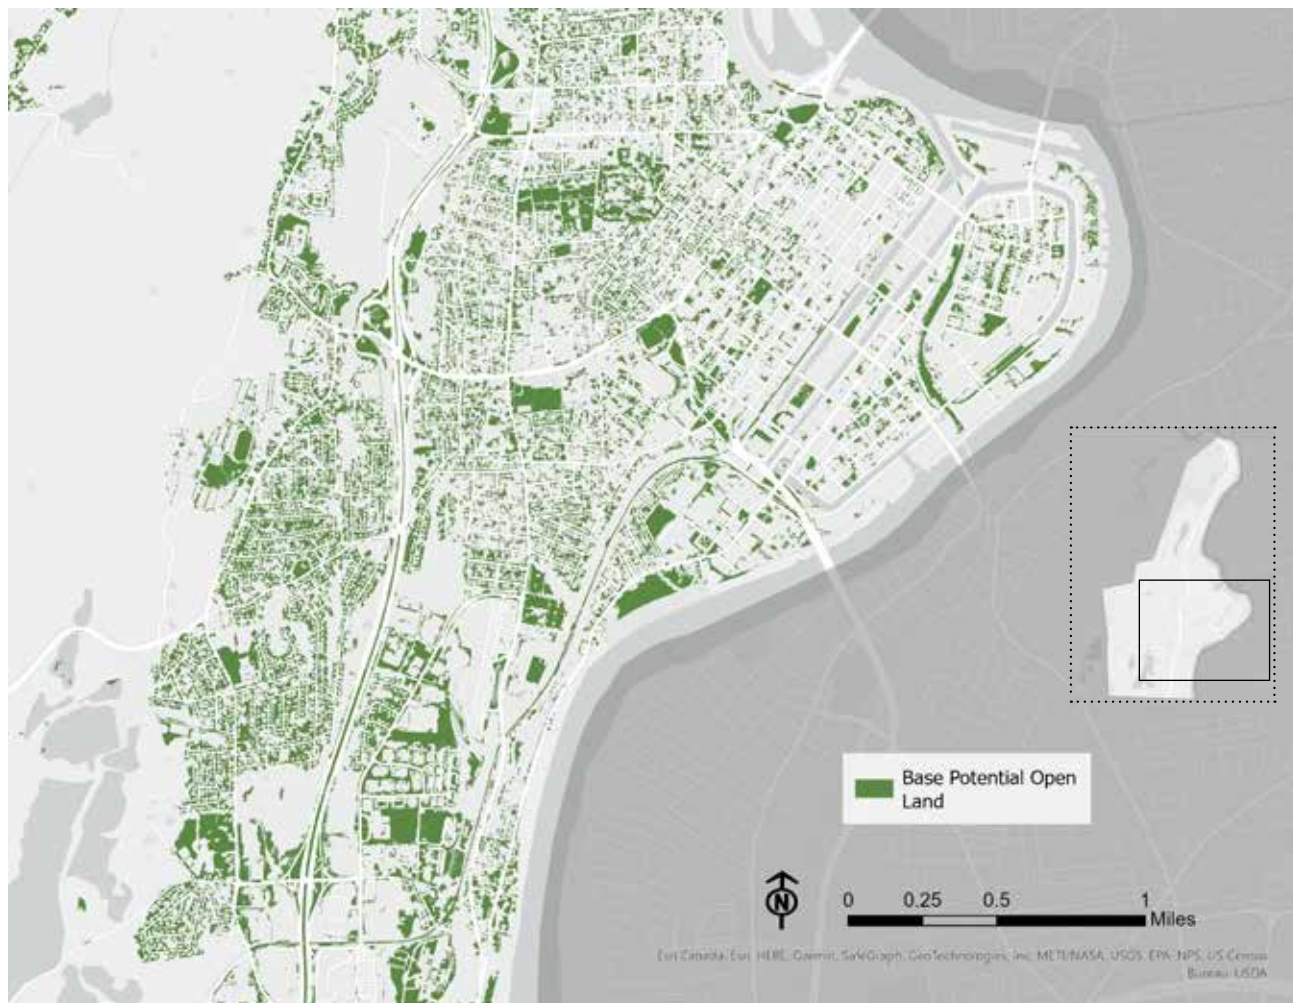 Base Potential Open
Land
N
0 0.25 0.5 1
Miles
Esri Canada, Esri, HERE, Garmin, SafeGraph, GeoTechnologies, Inc, METI/NASA, USGS, EPA, NPS, US Census
Bureau, USDA